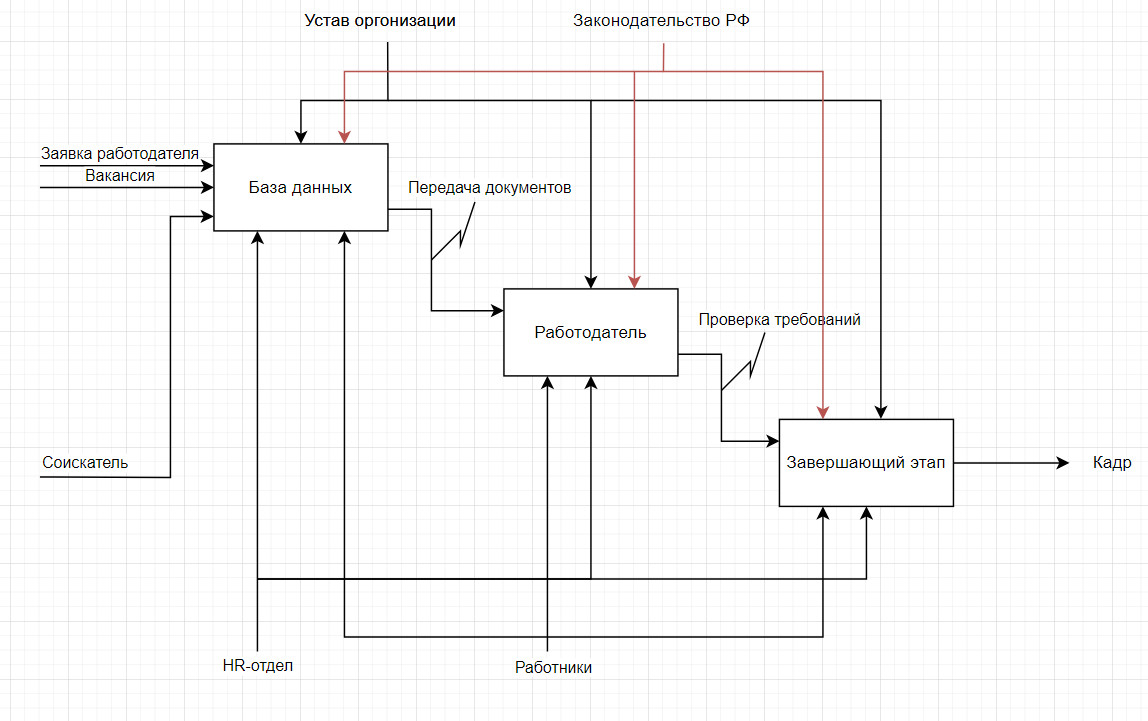 Устав оргонизации
Законодательство РФ
Заявка работодателя
Вакансия
База данных
Передача документов
Работодатель
Проверка требований
Соискатель
Завершающий этап
Кадр
HR-отдел
Работники